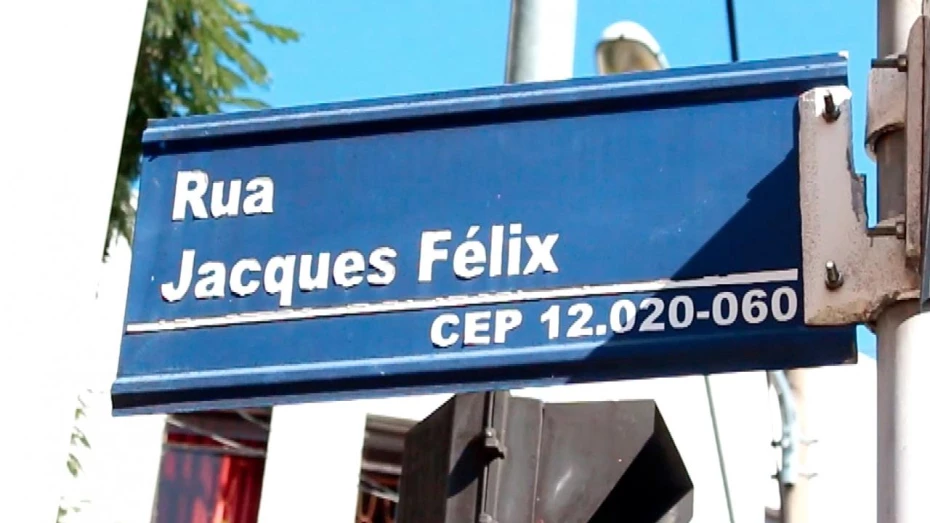 Rua
Jacques Félix
CEP 12.020-060